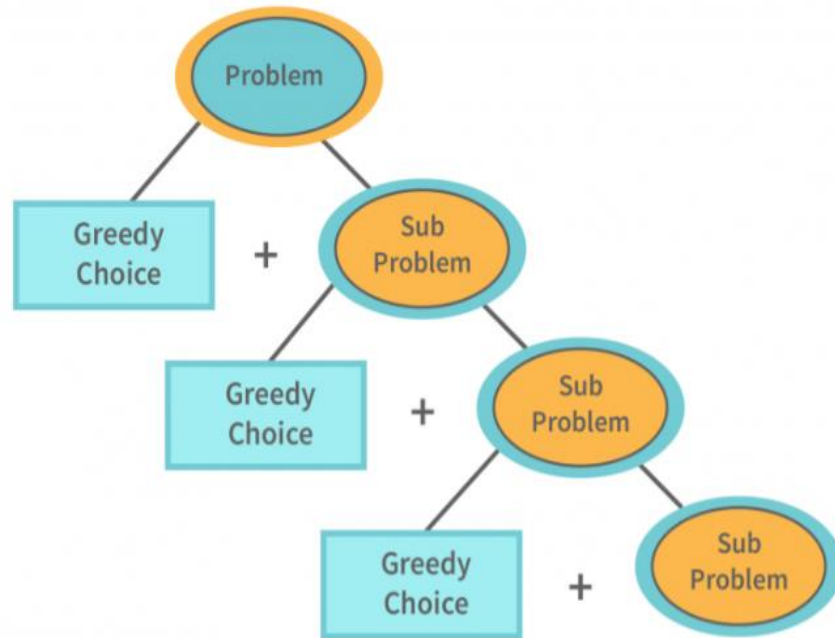 Problem
Greedy
Choice
+
Sub
Problem
Greedy
Choice
+
Sub
Problem
Greedy
Choice
+
Sub
Problem